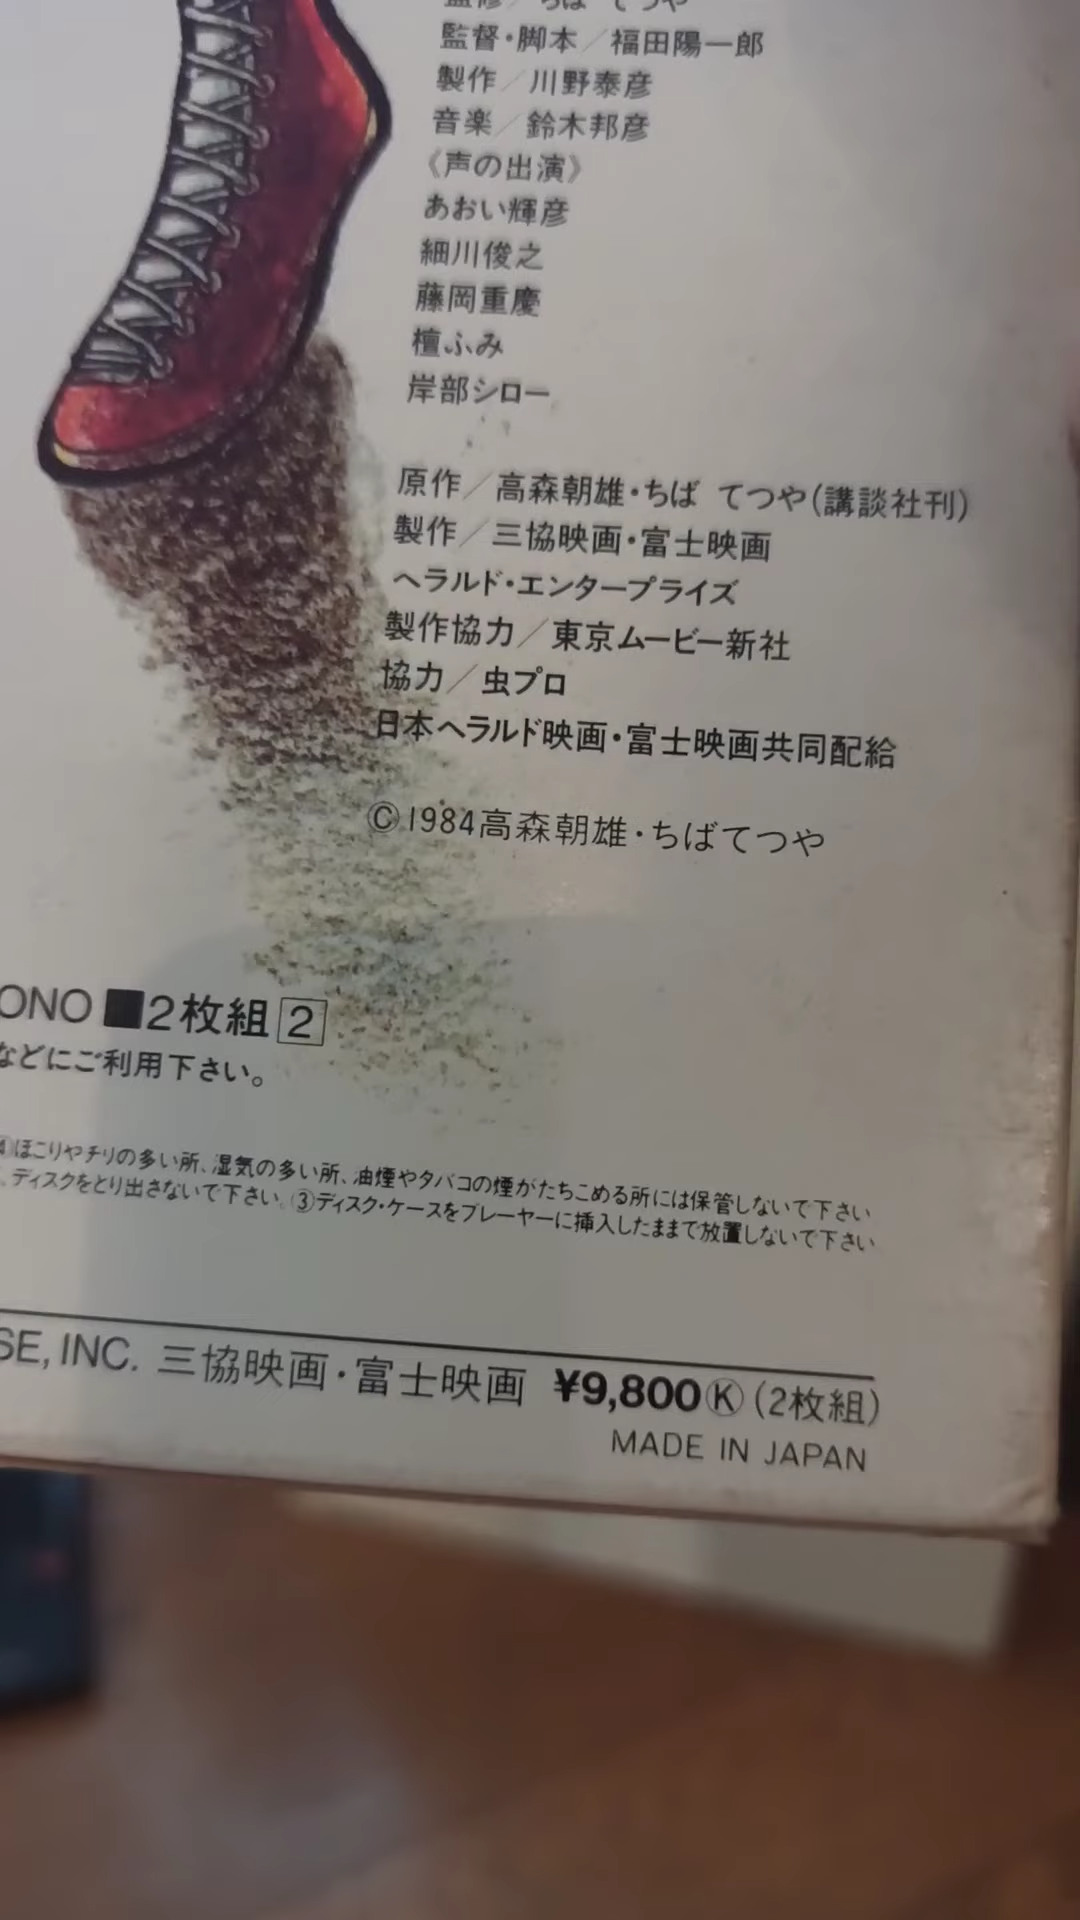 監修／ちば てつや
監督・脚本／福田陽一郎
製作／川野泰彦
音楽／鈴木邦彦
《声の出演》
あおい輝彦
細川俊之
藤岡重慶
檀ふみ
岸部シロー
原作／高森朝雄・ちば てつや(講談社刊)
製作／三協映画・富士映画
ヘラルド・エンタープライズ
製作協力／東京ムービー新社
協力／虫プロ
日本ヘラルド映画・富士映画共同配給
©1984高森朝雄・ちばてつや
ONO ■2枚組 2
などにご利用下さい。
④ほこりやチリの多い所、湿気の多い所、油煙やタバコの煙がたちこめる所には保管しないで下さい
、ディスクをとり出さないで下さい。③ディスク・ケースをプレーヤーに挿入したままで放置しないで下さい
SE, INC. 三協映画・富士映画 ¥9,800Ⓚ(2枚組)
MADE IN JAPAN